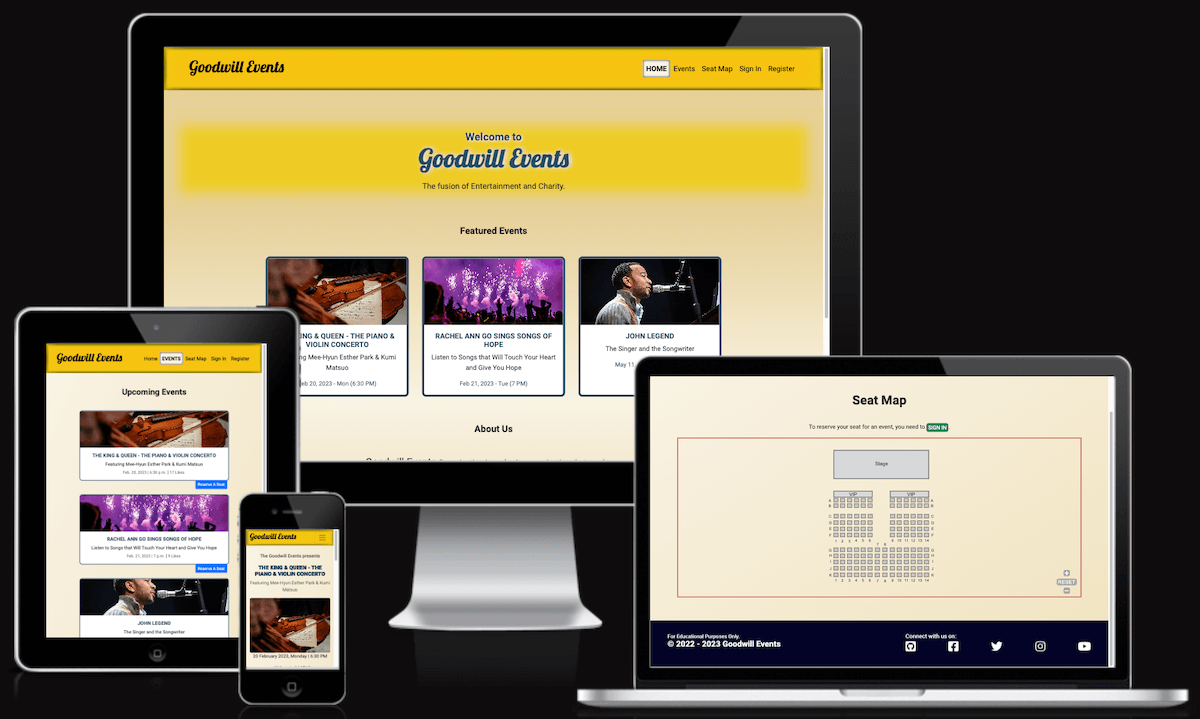 Goodwill Events
HOME Events Seat Map Sign In Register
Welcome to
Goodwill Events
The fusion of Entertainment and Charity.
Featured Events
KING & QUEEN - THE PIANO &
VIOLIN CONCERTO
Mee-Hyun Esther Park & Kumi
Matsuo
20, 2023 - Mon (6:30 PM)
RACHEL ANN GO SINGS SONGS OF
HOPE
Listen to Songs that Will Touch Your Heart
and Give You Hope
Feb 21, 2023 - Tue (7 PM)
JOHN LEGEND
The Singer and the Songwriter
May 11
About Us
Goodwill Events
Home EVENTS Seat Map Sign In Register
Upcoming Events
THE KING & QUEEN - THE PIANO & VIOLIN CONCERTO
Featuring Mee-Hyun Esther Park & Kumi Matsuo
Feb. 20, 2023 | 6:30 p.m. | 17 Likes
Reserve A Seat
RACHEL ANN GO SINGS SONGS OF HOPE
Listen to Songs that Will Touch Your Heart and Give You Hope
Feb. 21, 2023 | 7 p.m. | 9 Likes
Reserve A Seat
JOHN LEGEND
The Singer and the Songwriter
Goodwill Events
The Goodwill Events presents
THE KING & QUEEN - THE
PIANO & VIOLIN CONCERTO
Featuring Mee-Hyun Esther Park & Kumi
Matsuo
20 February 2023, Monday | 6:30 PM
Seat Map
To reserve your seat for an event, you need to SIGN IN
Stage
VIP VIP
RESET
For Educational Purposes Only.
© 2022 - 2023 Goodwill Events
Connect with us on: